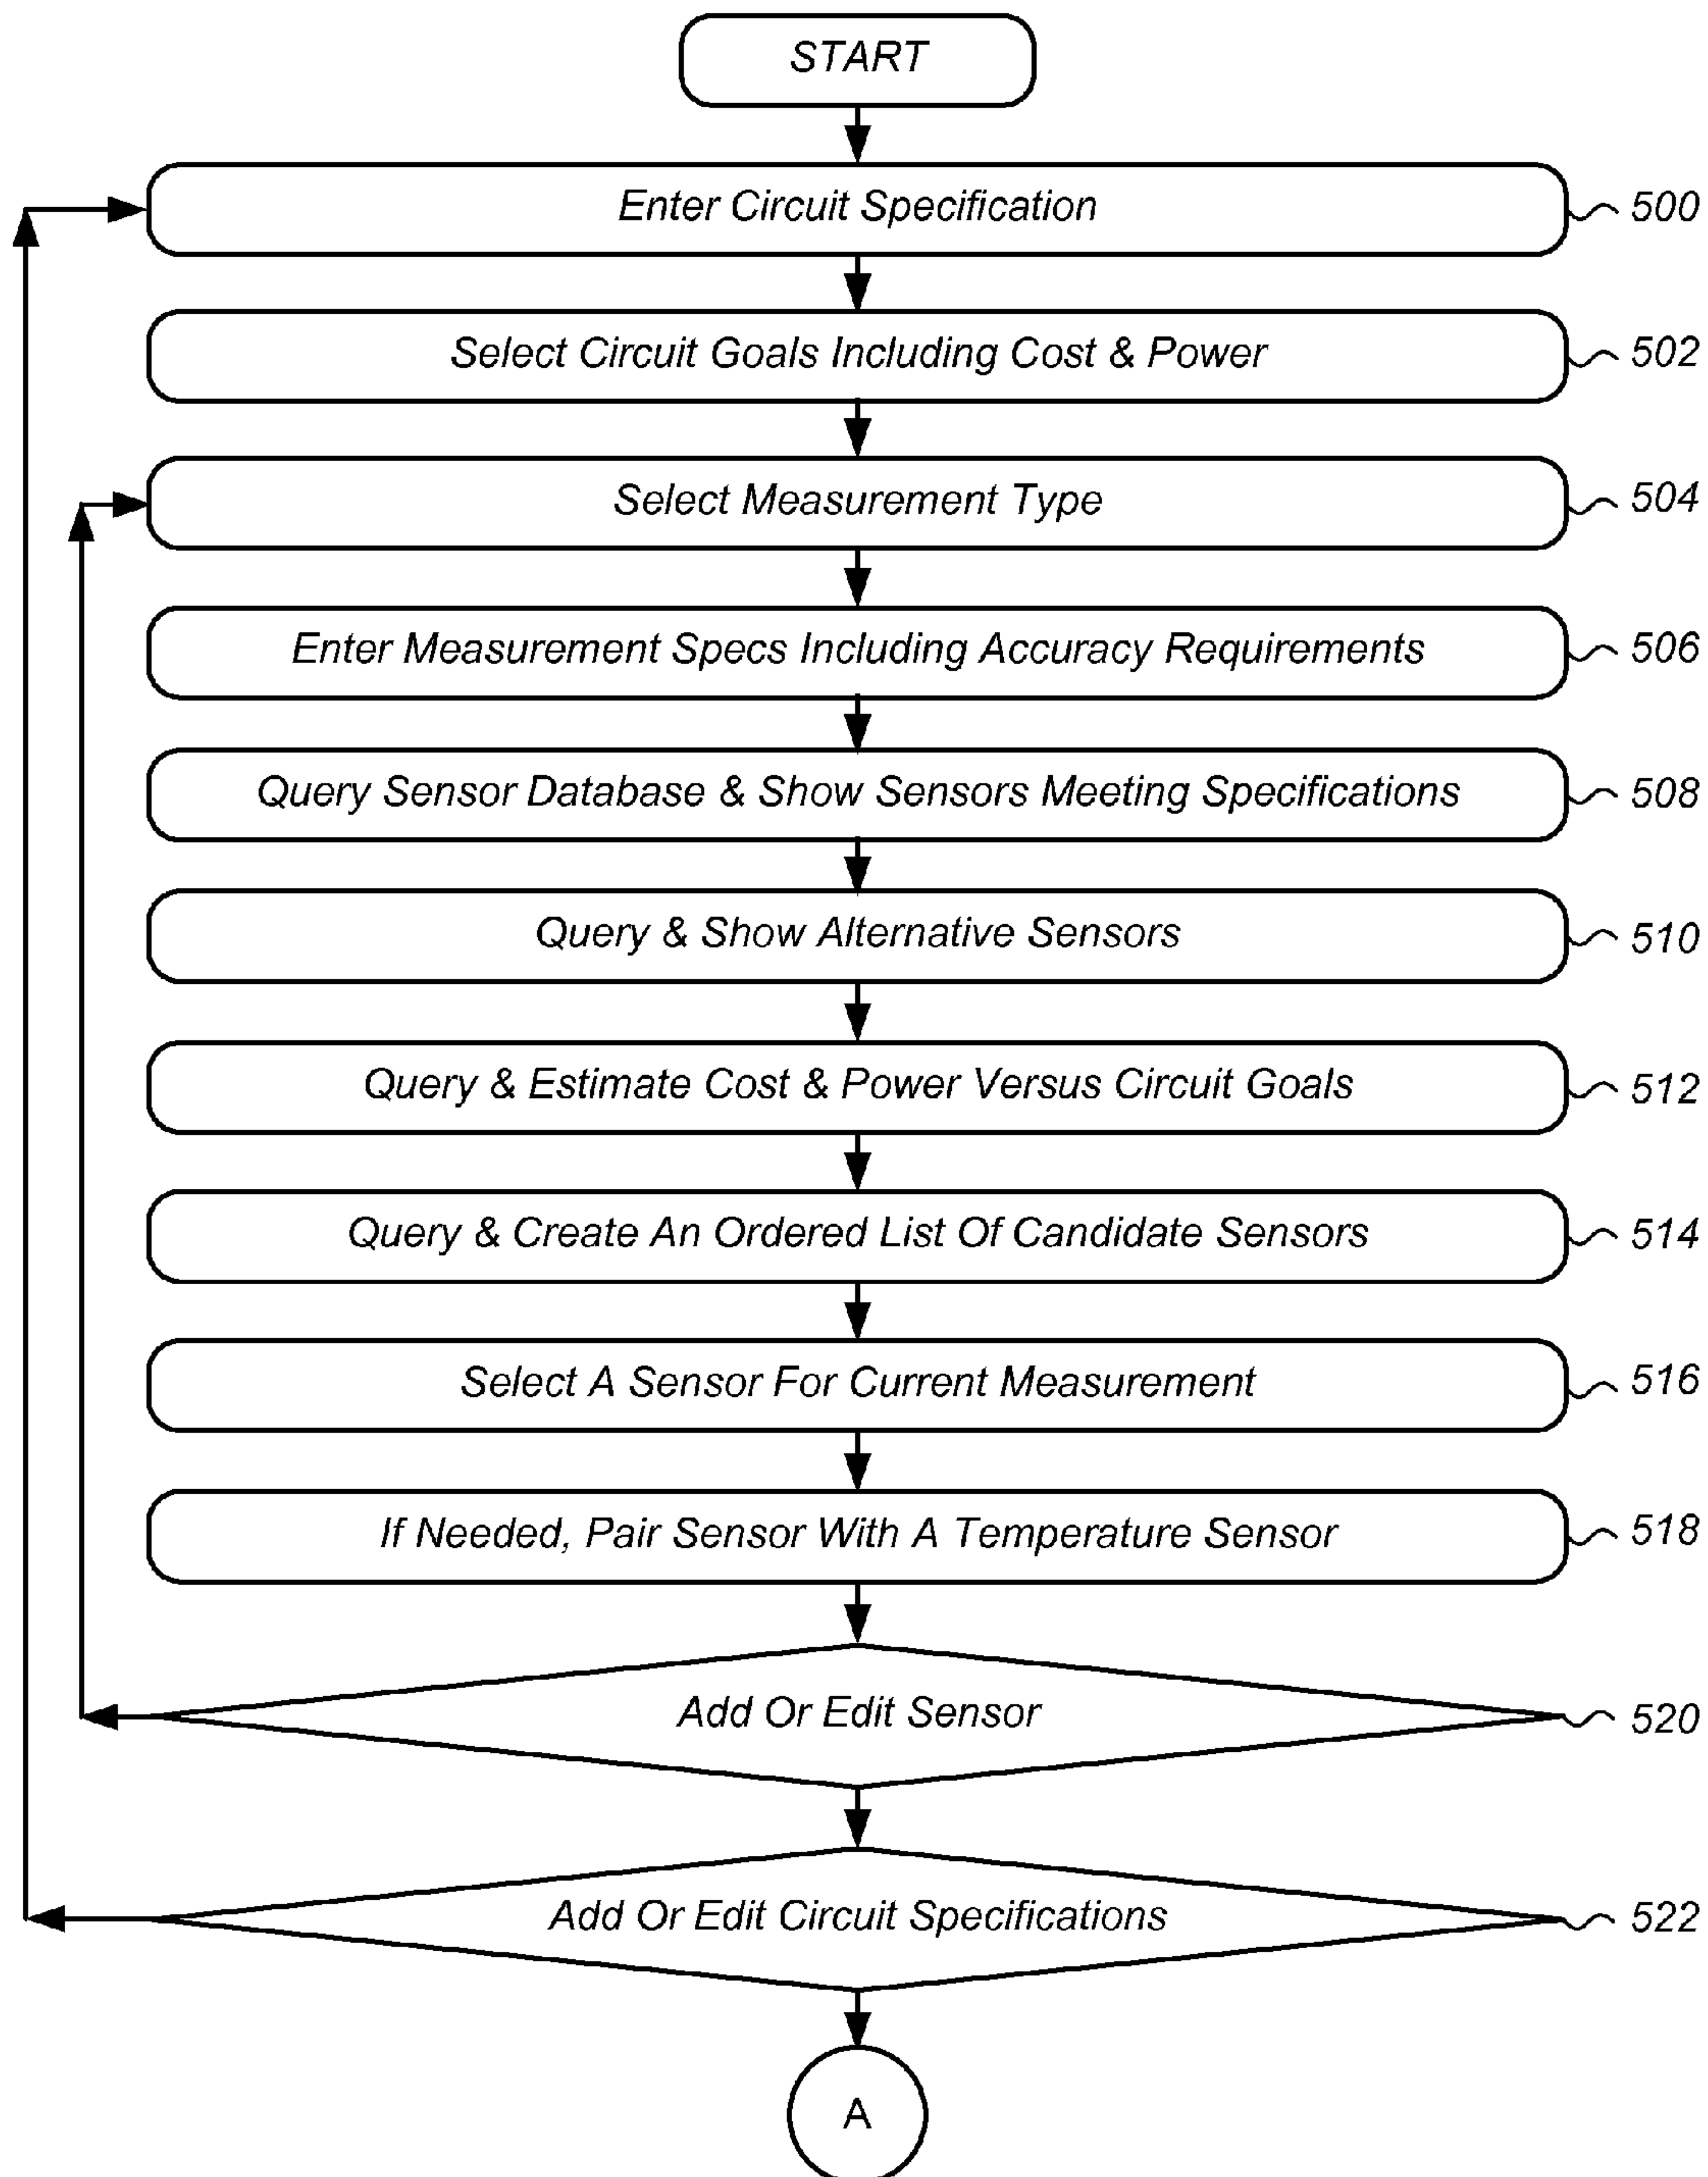 START
Enter Circuit Specification
500
Select Circuit Goals Including Cost & Power
502
Select Measurement Type
504
Enter Measurement Specs Including Accuracy Requirements
506
Query Sensor Database & Show Sensors Meeting Specifications
508
Query & Show Alternative Sensors
510
Query & Estimate Cost & Power Versus Circuit Goals
512
Query & Create An Ordered List Of Candidate Sensors
514
Select A Sensor For Current Measurement
516
If Needed, Pair Sensor With A Temperature Sensor
518
Add Or Edit Sensor
520
Add Or Edit Circuit Specifications
522
A